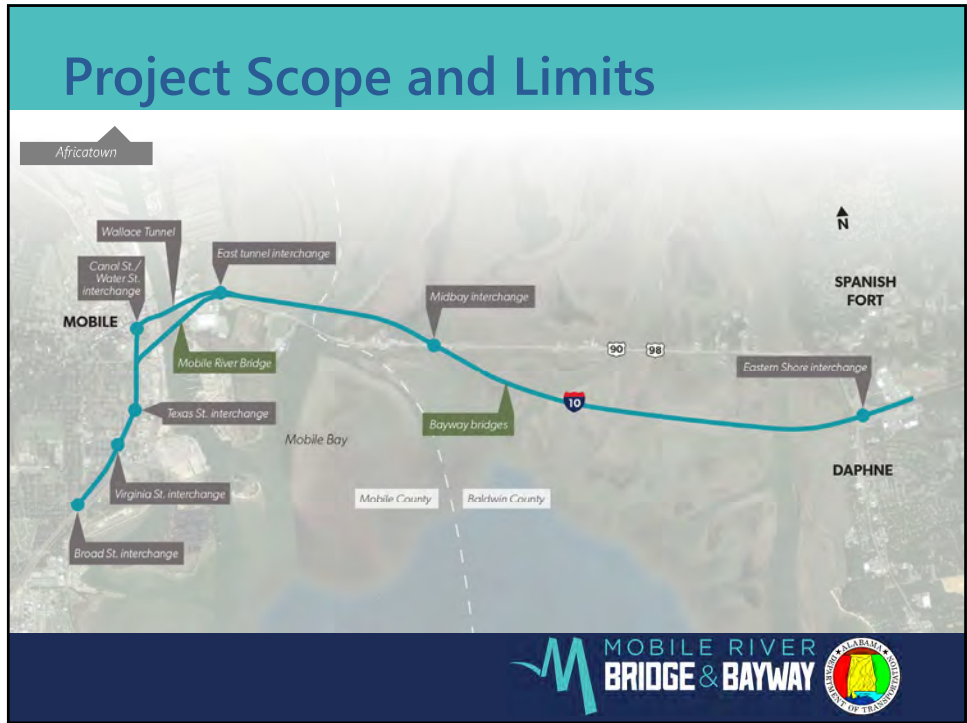 Project Scope and Limits
Africatown
Wallace Tunnel
East tunnel interchange
Canal St./
Water St.
interchange
Midbay interchange
N
SPANISH
FORT
MOBILE
Mobile River Bridge
90
98
Eastern Shore interchange
10
Texas St. interchange
Bayway bridges
Mobile Bay
DAPHNE
Virginia St. interchange
Mobile County
Baldwin County
Broad St. interchange
MOBILE RIVER
BRIDGE & BAYWAY
ALABAMA
DEPARTMENT OF TRANSPORTATION